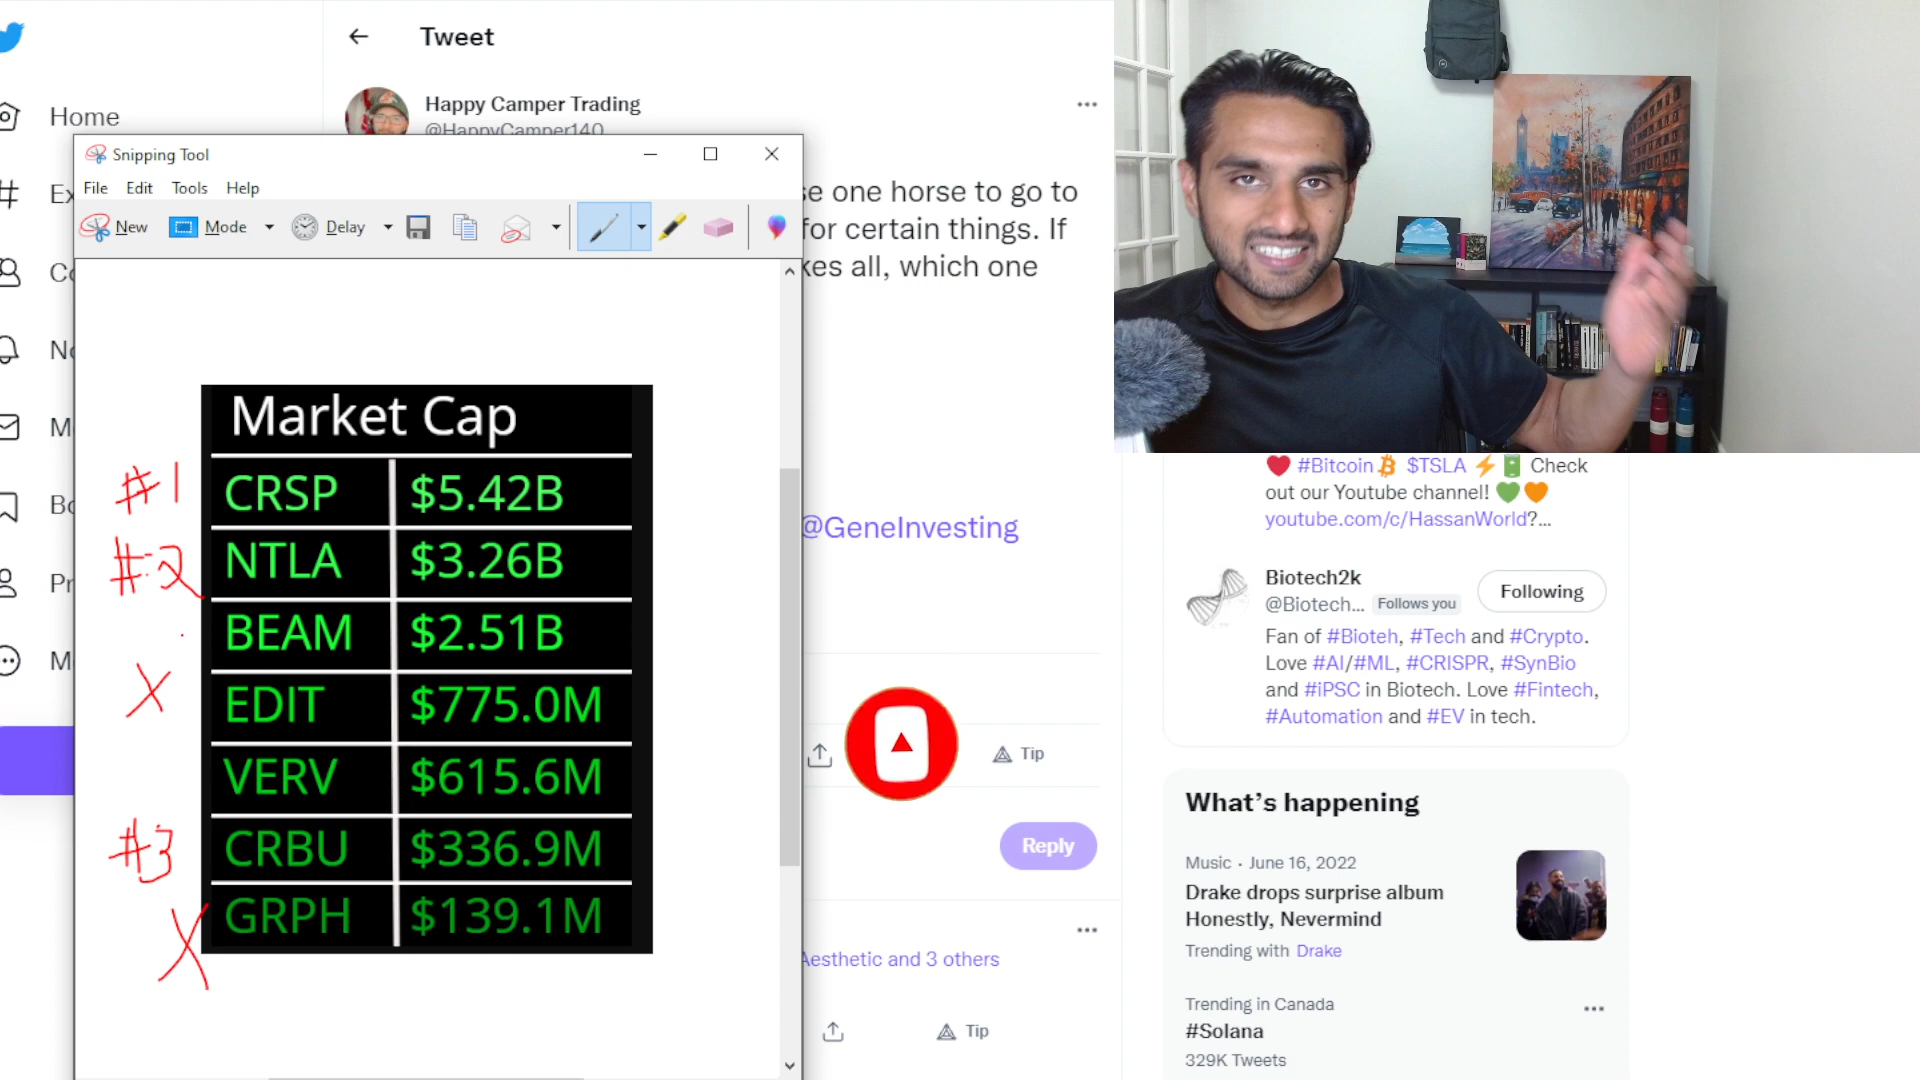 Tweet
Happy Camper Trading
@HappyCamper140
Home
Snipping Tool
File Edit Tools Help
New Mode Delay
se one horse to go to
for certain things. If
kes all, which one
@GeneInvesting
Market Cap
#1 CRSP $5.42B
#2 NTLA $3.26B
BEAM $2.51B
X EDIT $775.0M
VERV $615.6M
#3 CRBU $336.9M
X GRPH $139.1M
Tip
Reply
Aesthetic and 3 others
Tip
#Bitcoin $TSLA Check
out our Youtube channel!
youtube.com/c/HassanWorld?...
Biotech2k
@Biotech... Follows you
Following
Fan of #Bioteh, #Tech and #Crypto.
Love #AI/#ML, #CRISPR, #SynBio
and #iPSC in Biotech. Love #Fintech,
#Automation and #EV in tech.
What's happening
Music · June 16, 2022
Drake drops surprise album
Honestly, Nevermind
Trending with Drake
Trending in Canada
#Solana
329K Tweets